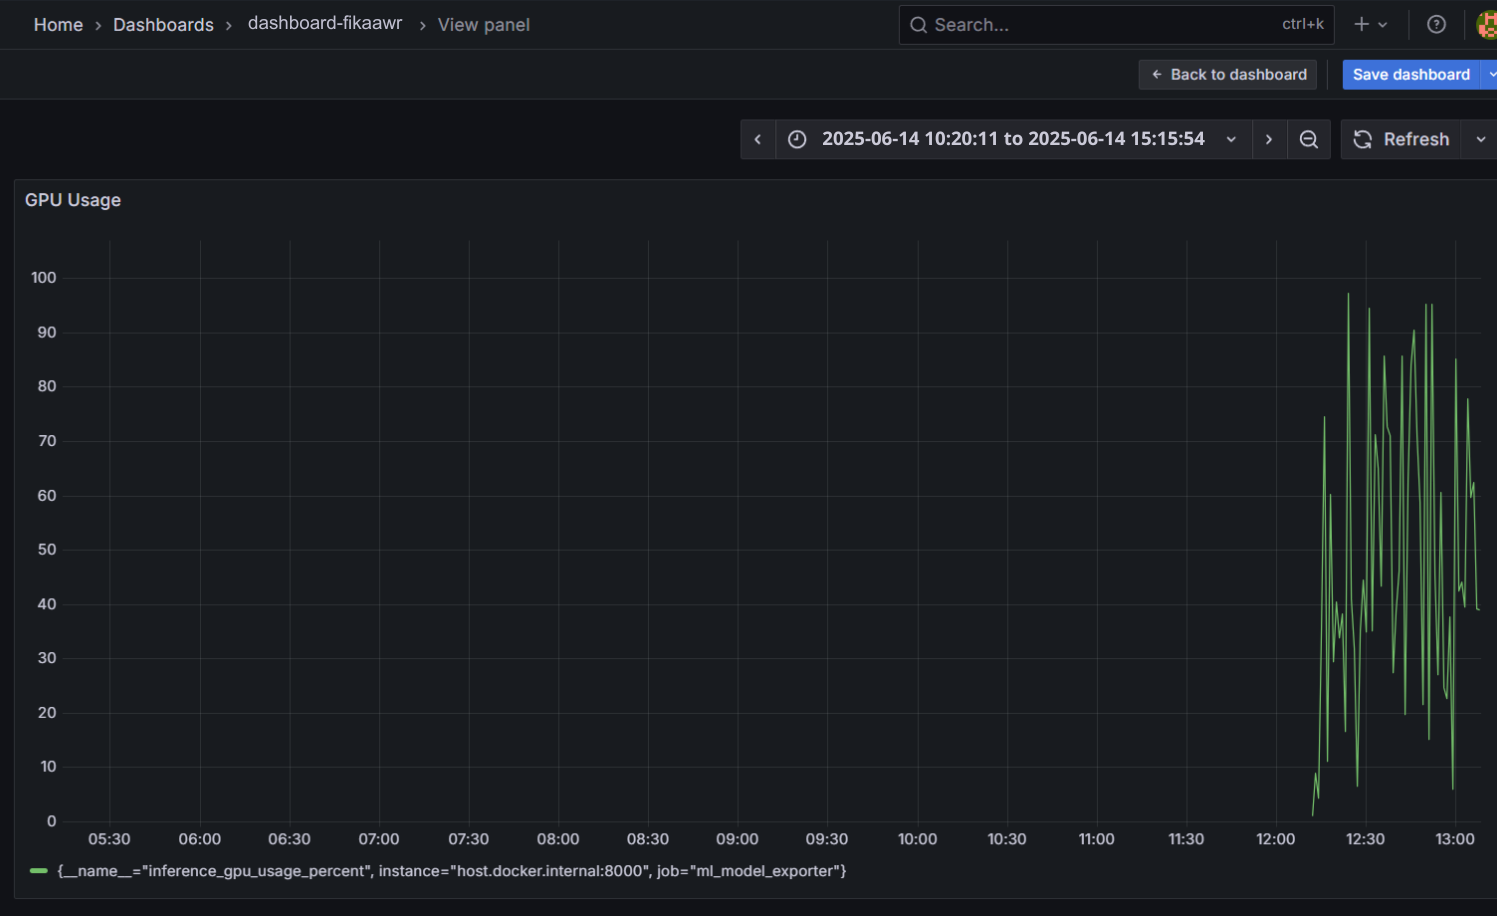 Home › Dashboards › dashboard-fikaawr › View panel
Search... ctrl+k
Back to dashboard
Save dashboard
2025-06-14 10:20:11 to 2025-06-14 15:15:54
Refresh
GPU Usage
100
90
80
70
60
50
40
30
20
10
0
05:30 06:00 06:30 07:00 07:30 08:00 08:30 09:00 09:30 10:00 10:30 11:00 11:30 12:00 12:30 13:00
{__name__="inference_gpu_usage_percent", instance="host.docker.internal:8000", job="ml_model_exporter"}